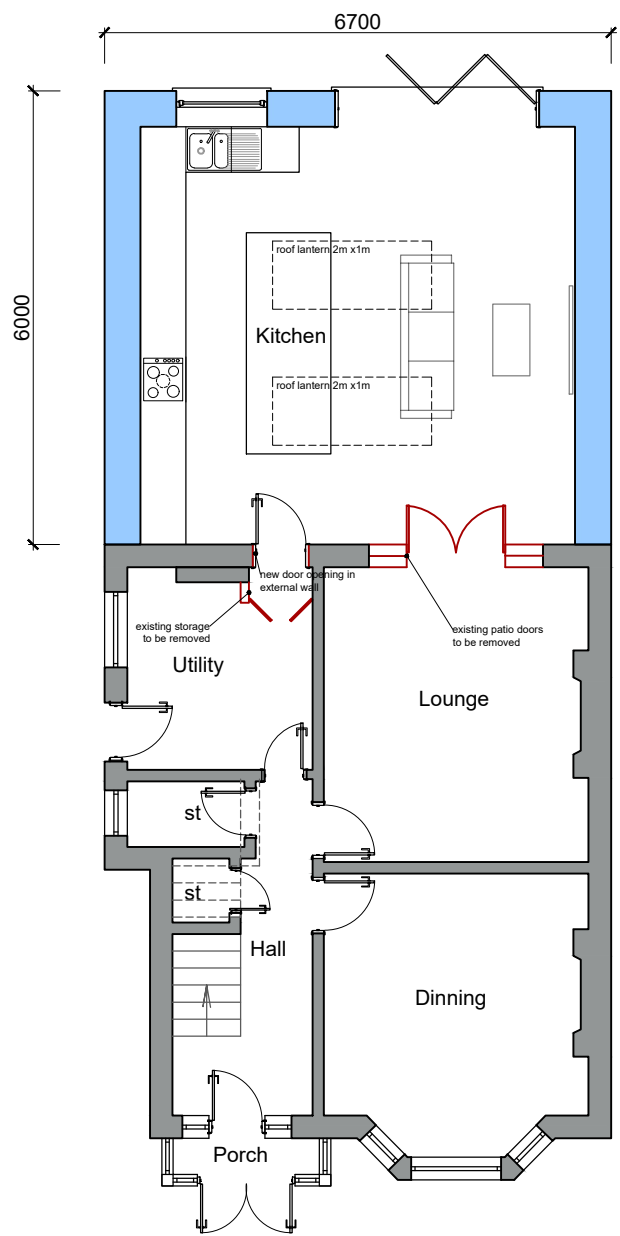 6700
6000
roof lantern 2m x1m
Kitchen
roof lantern 2m x1m
new door opening in
external wall
existing storage
to be removed
existing patio doors
to be removed
Utility
Lounge
st
st
Hall
Dinning
Porch